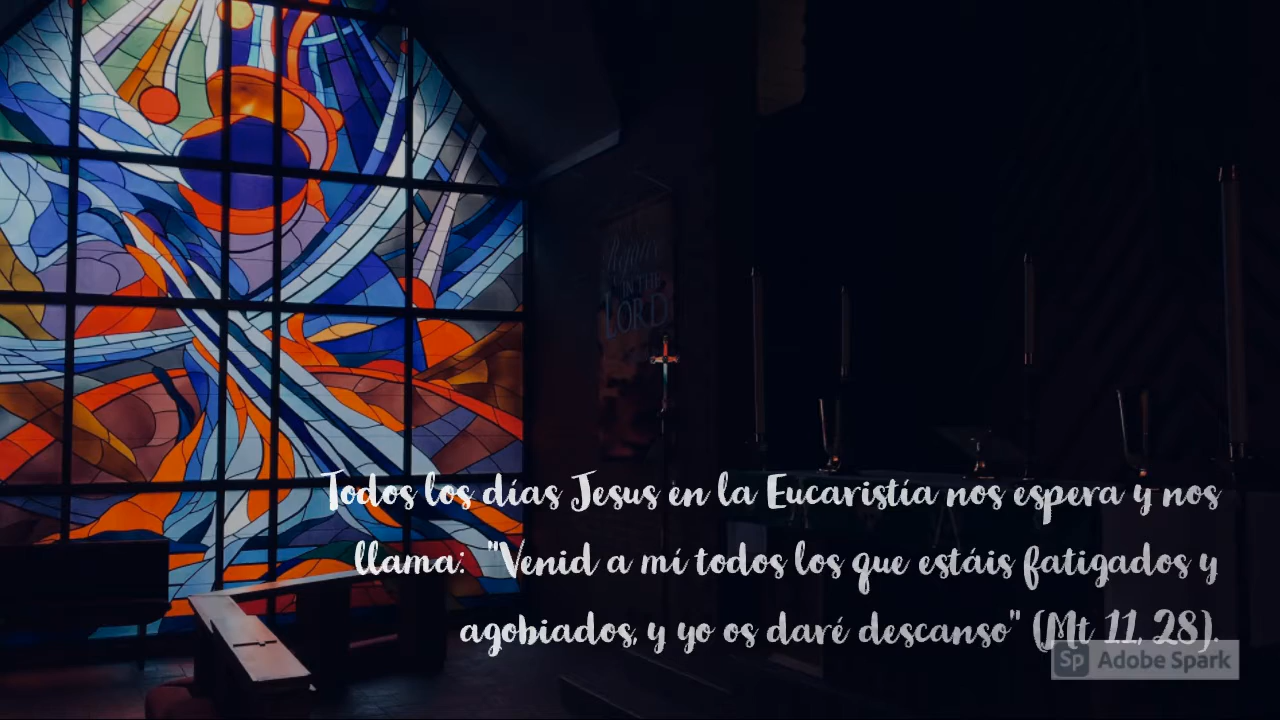 Rejoice
IN THE
LORD
Todos los días Jesus en la Eucaristía nos espera y nos
llama: "Venid a mí todos los que estáis fatigados y
agobiados, y yo os daré descanso" (Mt 11, 28).
Sp Adobe Spark